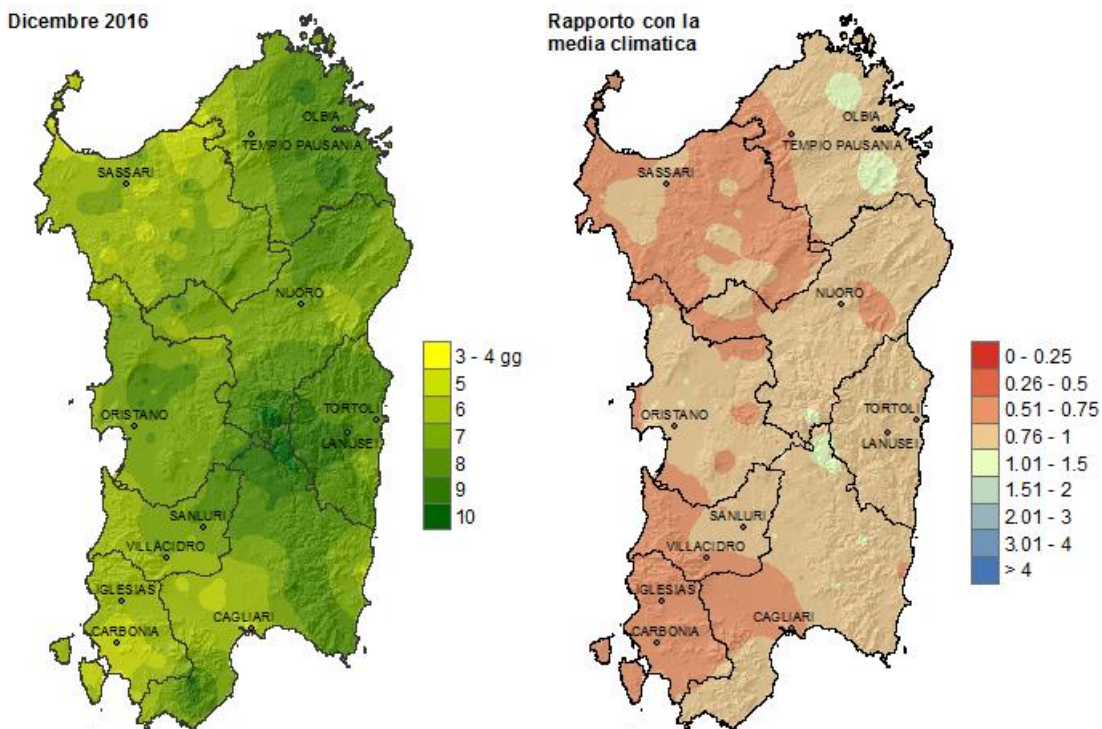 Dicembre 2016
OLBIA
TEMPIO PAUSANIA
SASSARI
NUORO
ORISTANO
TORTOLI
LANUSEI
SANLURI
VILLACIDRO
IGLESIAS
CARBONIA
CAGLIARI
3 - 4 gg
5
6
7
8
9
10
Rapporto con la
media climatica
OLBIA
TEMPIO PAUSANIA
SASSARI
NUORO
ORISTANO
TORTOLI
LANUSEI
SANLURI
VILLACIDRO
IGLESIAS
CARBONIA
CAGLIARI
0 - 0.25
0.26 - 0.5
0.51 - 0.75
0.76 - 1
1.01 - 1.5
1.51 - 2
2.01 - 3
3.01 - 4
> 4